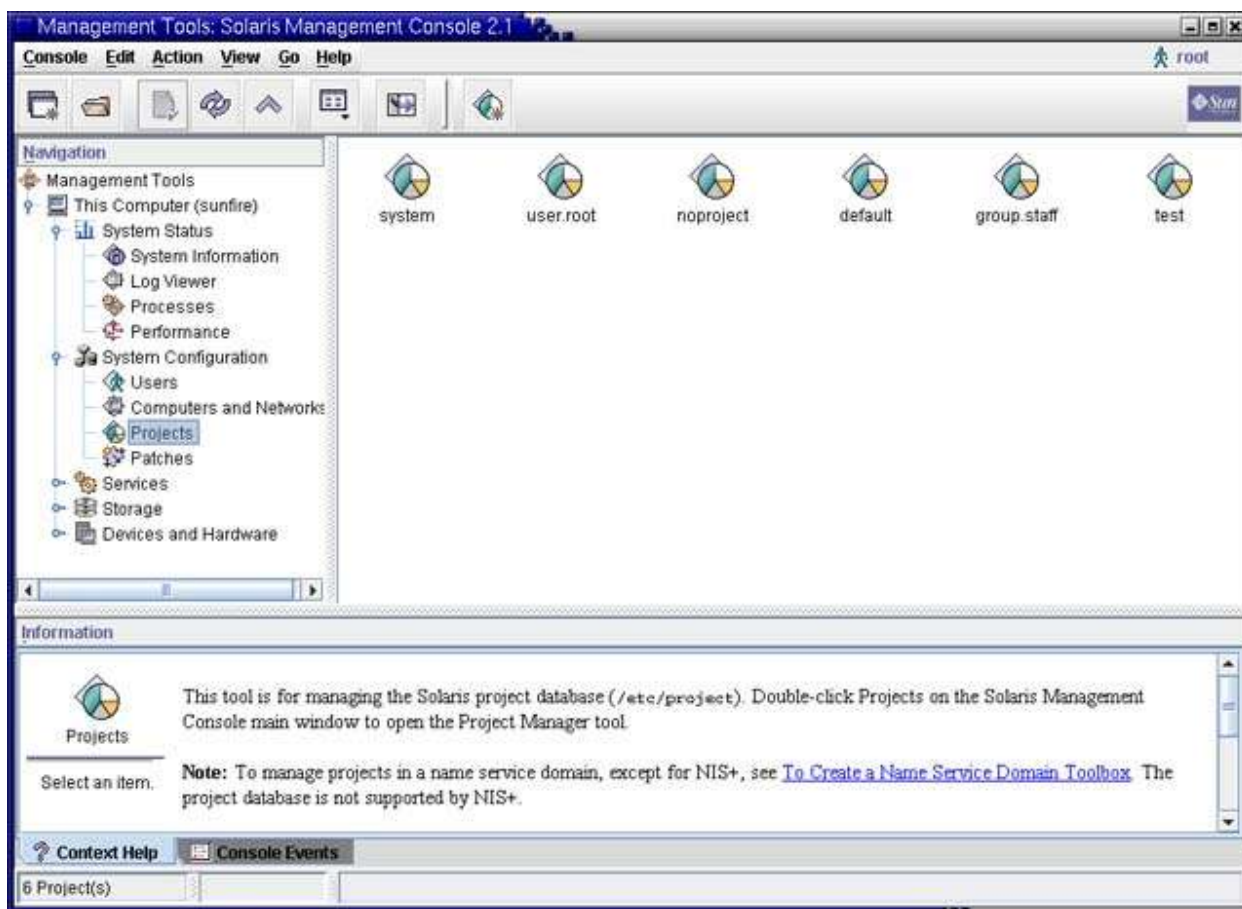 Management Tools: Solaris Management Console 2.1
Console Edit Action View Go Help
root
Sun
Navigation
Management Tools
This Computer (sunfire)
System Status
System Information
Log Viewer
Processes
Performance
System Configuration
Users
Computers and Networks
Projects
Patches
Services
Storage
Devices and Hardware
system
user.root
noproject
default
group.staff
test
Information
Projects
Select an item.
This tool is for managing the Solaris project database (/etc/project). Double-click Projects on the Solaris Management
Console main window to open the Project Manager tool.
Note: To manage projects in a name service domain, except for NIS+, see To Create a Name Service Domain Toolbox. The
project database is not supported by NIS+.
Context Help
Console Events
6 Project(s)